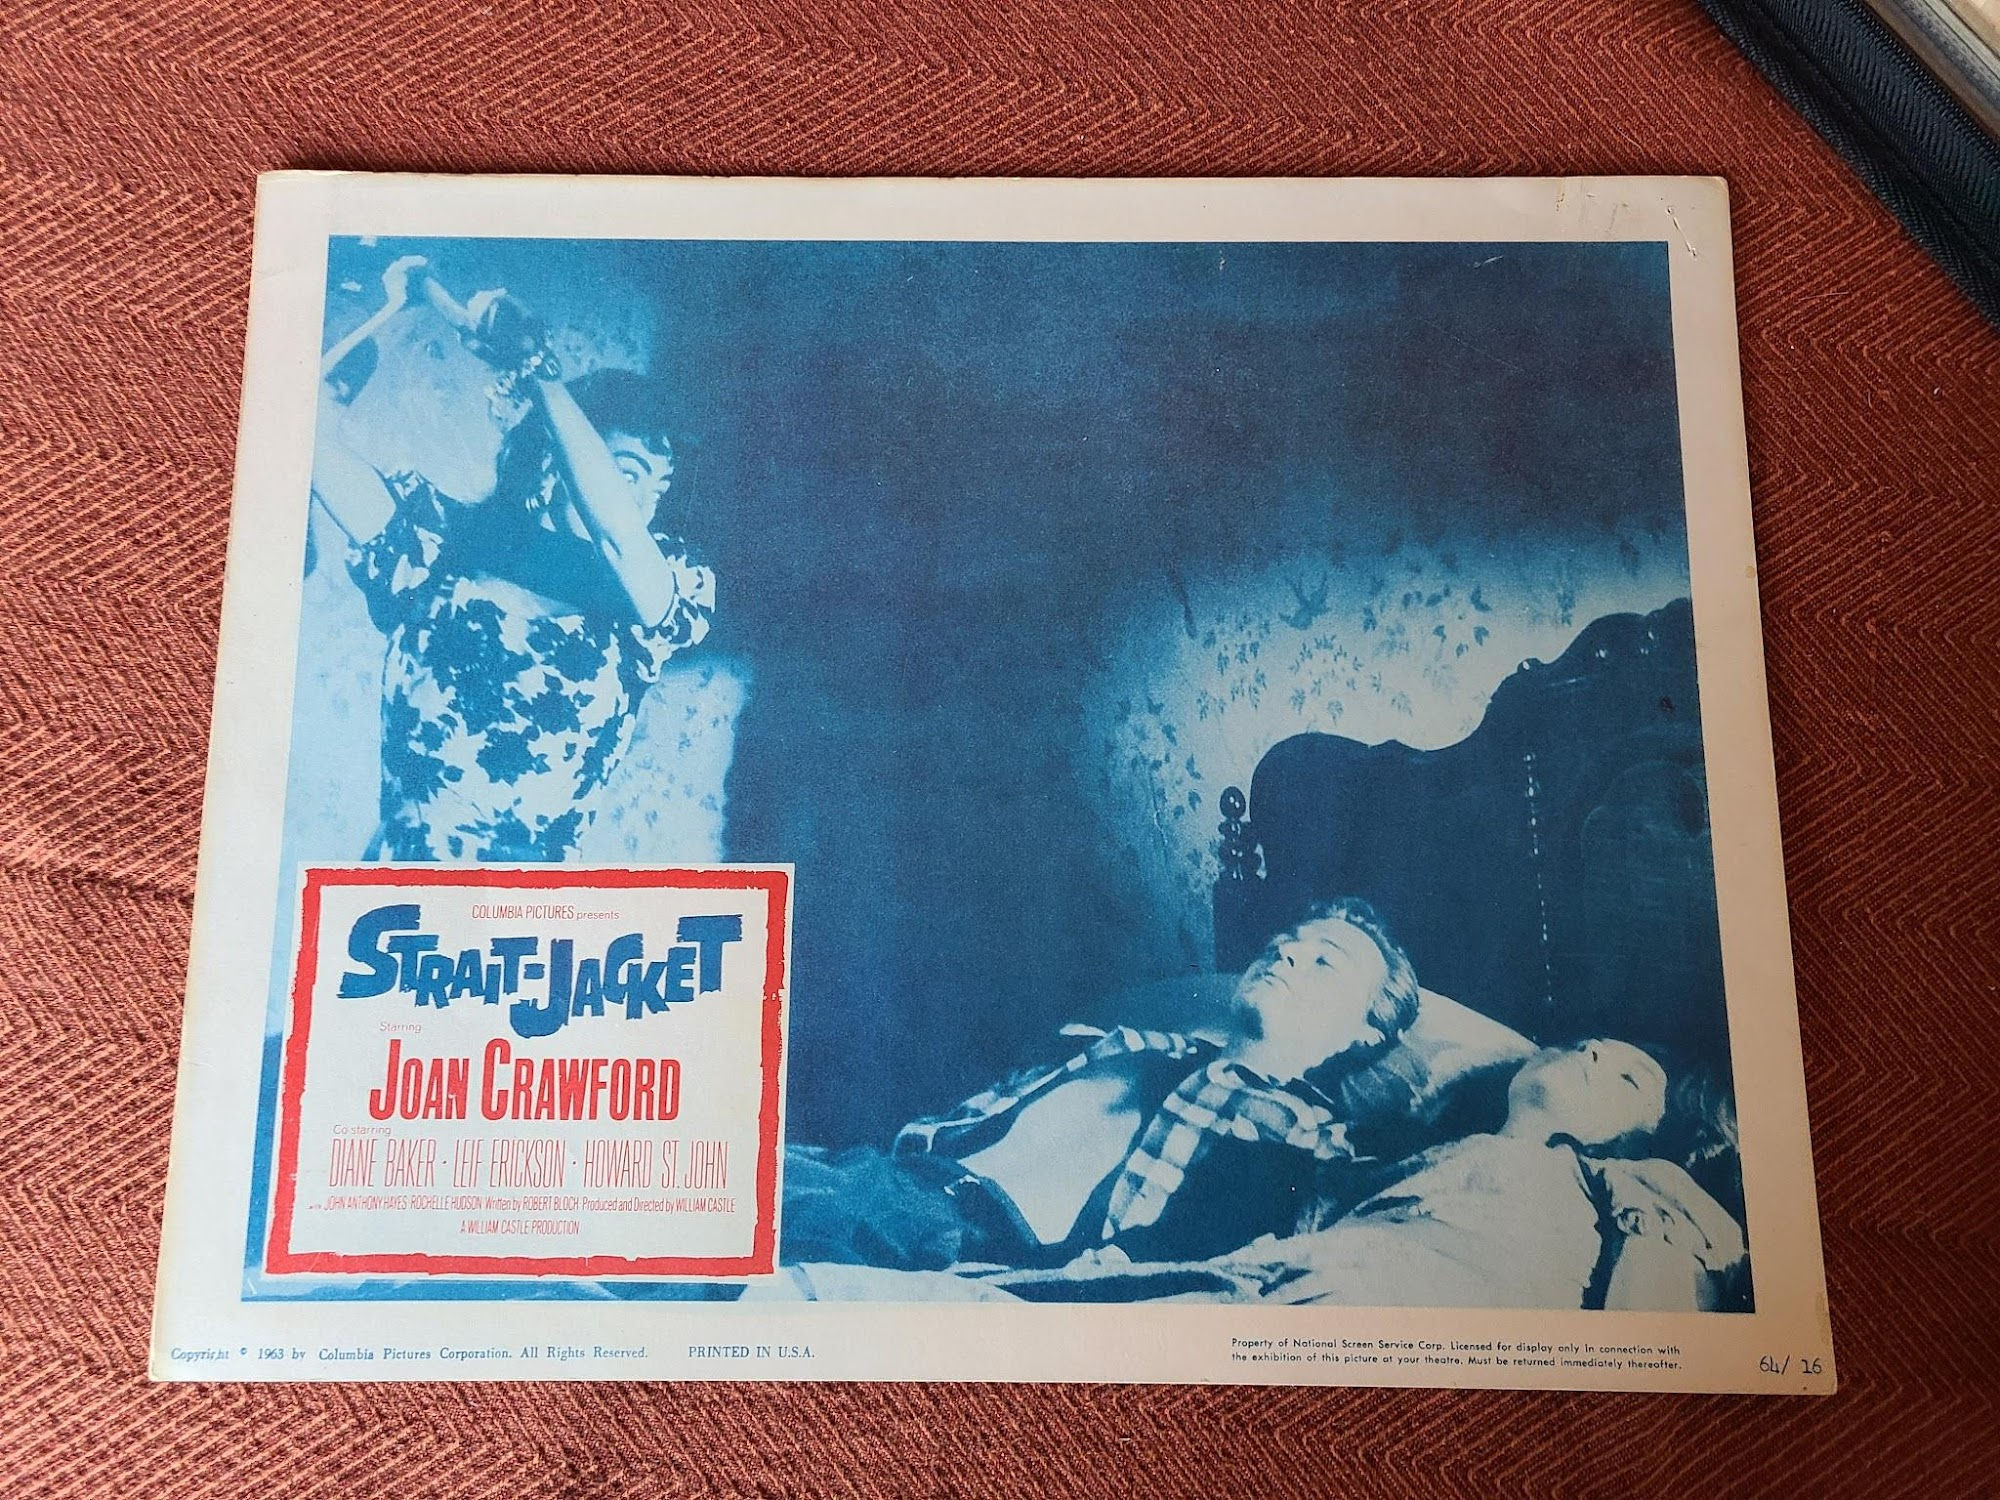 COLUMBIA PICTURES presents
STRAIT-JACKET
Starring
JOAN CRAWFORD
Co-starring
DIANE BAKER · LEIF ERICKSON · HOWARD ST. JOHN
with JOHN ANTHONY HAYES · ROCHELLE HUDSON Written by ROBERT BLOCH Produced and Directed by WILLIAM CASTLE
A WILLIAM CASTLE PRODUCTION
Copyright © 1963 by Columbia Pictures Corporation. All Rights Reserved. PRINTED IN U.S.A.
Property of National Screen Service Corp. Licensed for display only in connection with
the exhibition of this picture at your theatre. Must be returned immediately thereafter.
64/ 16